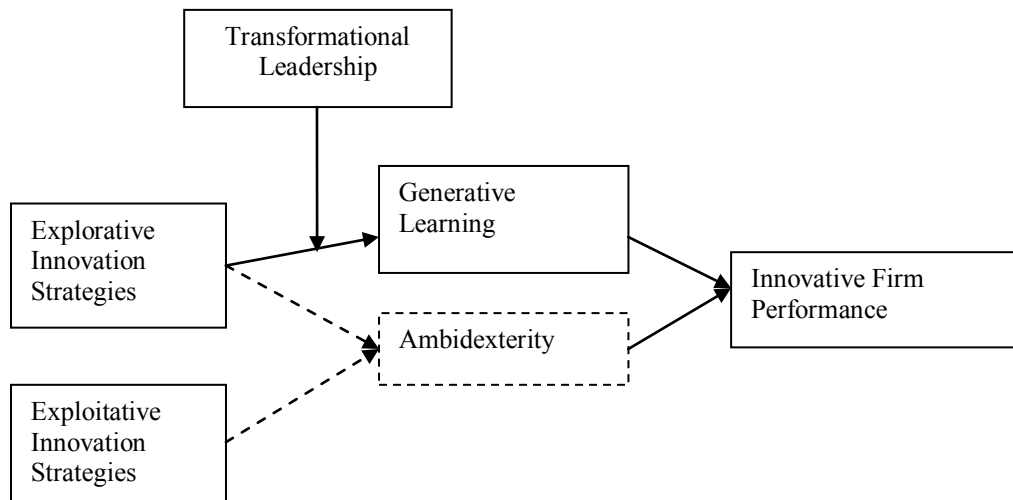 Transformational
Leadership
Generative
Learning
Explorative
Innovation
Strategies
Innovative Firm
Performance
Ambidexterity
Exploitative
Innovation
Strategies